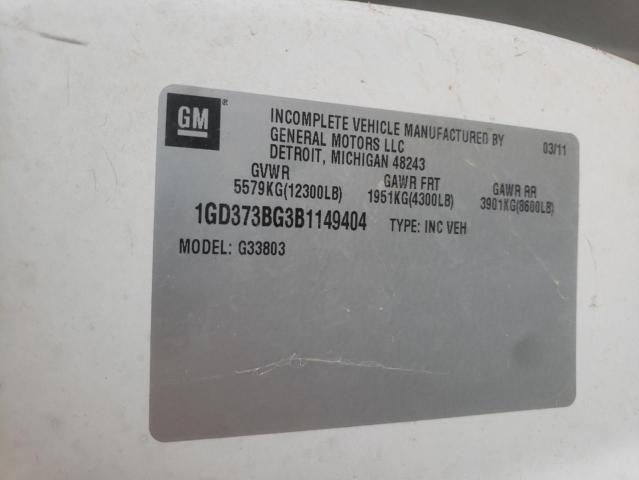 GM®
INCOMPLETE VEHICLE MANUFACTURED BY
GENERAL MOTORS LLC
DETROIT, MICHIGAN 48243
03/11
GVWR GAWR FRT GAWR RR
5579KG(12300LB) 1951KG(4300LB) 3901KG(8600LB)
1GD373BG3B1149404 TYPE: INC VEH
MODEL: G33803